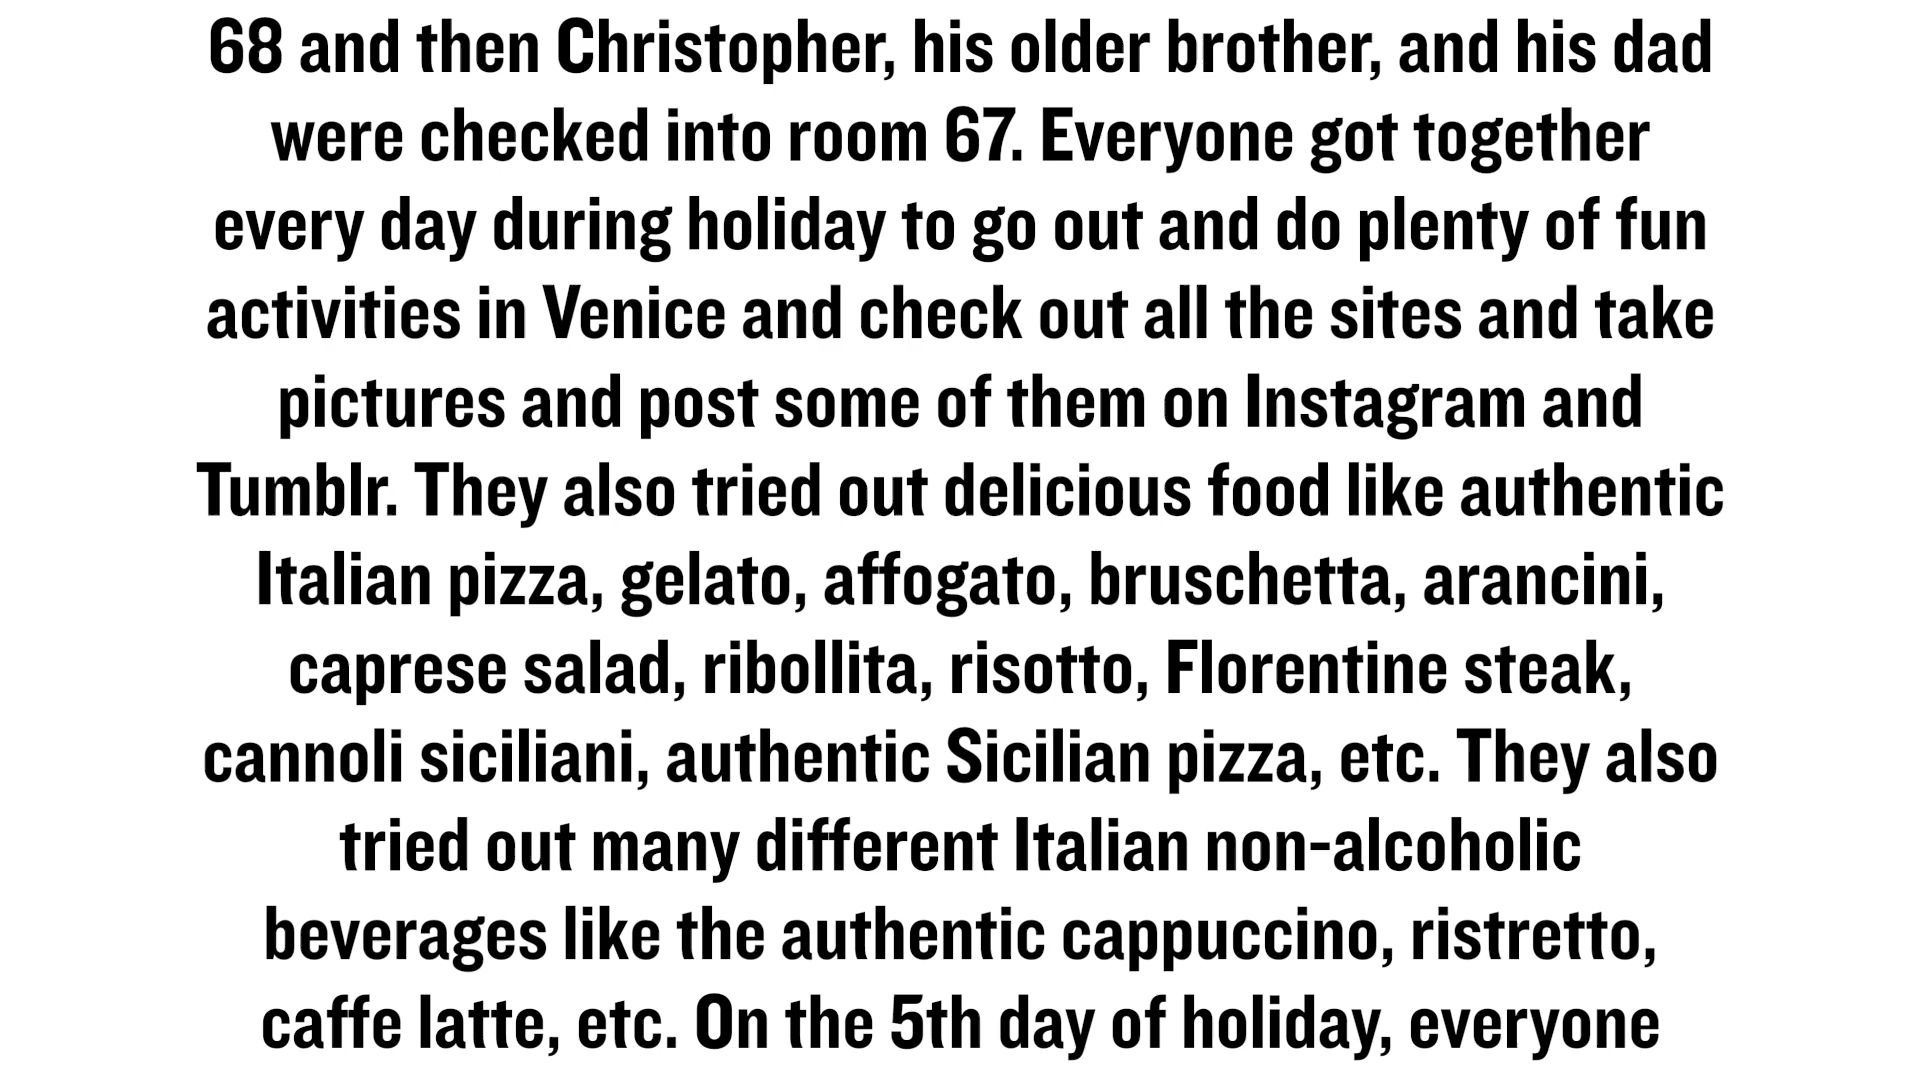 68 and then Christopher, his older brother, and his dad
were checked into room 67. Everyone got together
every day during holiday to go out and do plenty of fun
activities in Venice and check out all the sites and take
pictures and post some of them on Instagram and
Tumblr. They also tried out delicious food like authentic
Italian pizza, gelato, affogato, bruschetta, arancini,
caprese salad, ribollita, risotto, Florentine steak,
cannoli siciliani, authentic Sicilian pizza, etc. They also
tried out many different Italian non-alcoholic
beverages like the authentic cappuccino, ristretto,
caffe latte, etc. On the 5th day of holiday, everyone